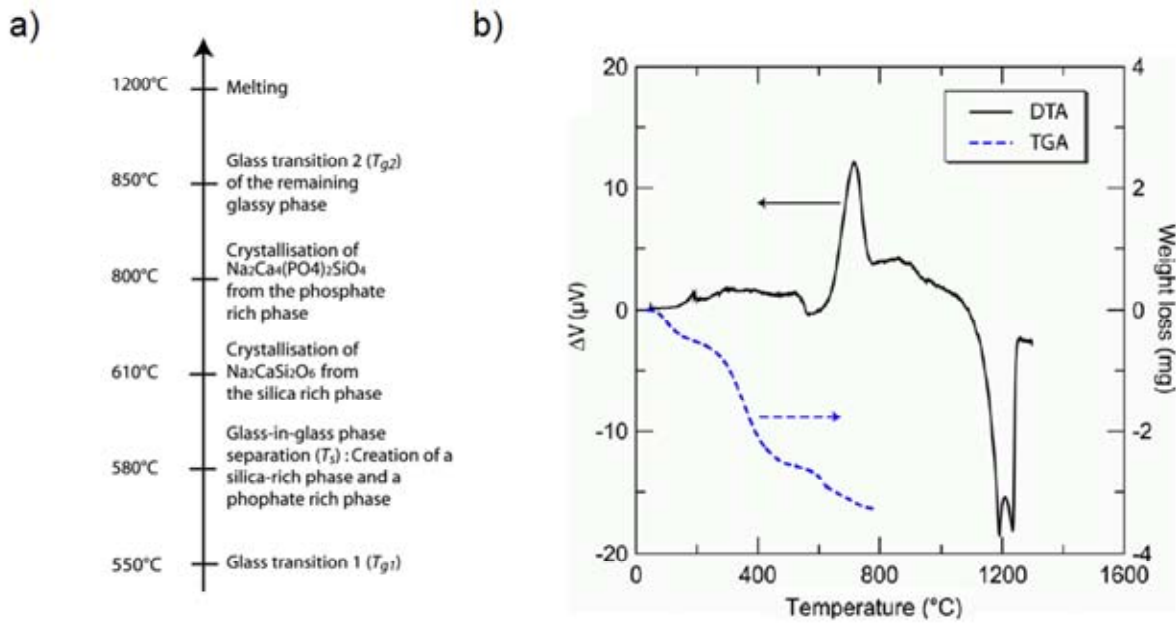 a)
1200°C
Melting
850°C
Glass transition 2 (Tg2)
of the remaining
glassy phase
800°C
Crystallisation of
Na₂Ca₄(PO4)₂SiO₄
from the phosphate
rich phase
610°C
Crystallisation of
Na₂CaSi₂O₆ from
the silica rich phase
580°C
Glass-in-glass phase
separation (Ts) : Creation of a
silica-rich phase and a
phophate rich phase
550°C
Glass transition 1 (Tg1)
b)
20
10
0
-10
-20
ΔV (µV)
DTA
TGA
4
2
0
-2
-4
Weight loss (mg)
0
400
800
1200
1600
Temperature (°C)